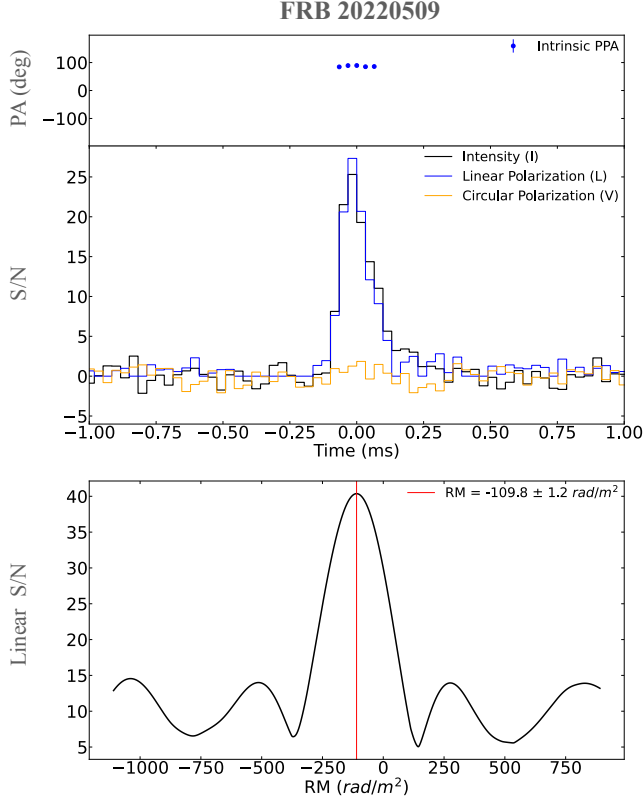 FRB 20220509
PA (deg)
100
0
−100
Intrinsic PPA
S/N
25
20
15
10
5
0
−5
Intensity (I)
Linear Polarization (L)
Circular Polarization (V)
−1.00 −0.75 −0.50 −0.25 0.00 0.25 0.50 0.75 1.00
Time (ms)
Linear S/N
40
35
30
25
20
15
10
5
RM = -109.8 ± 1.2 rad/m²
−1000 −750 −500 −250 0 250 500 750
RM (rad/m²)